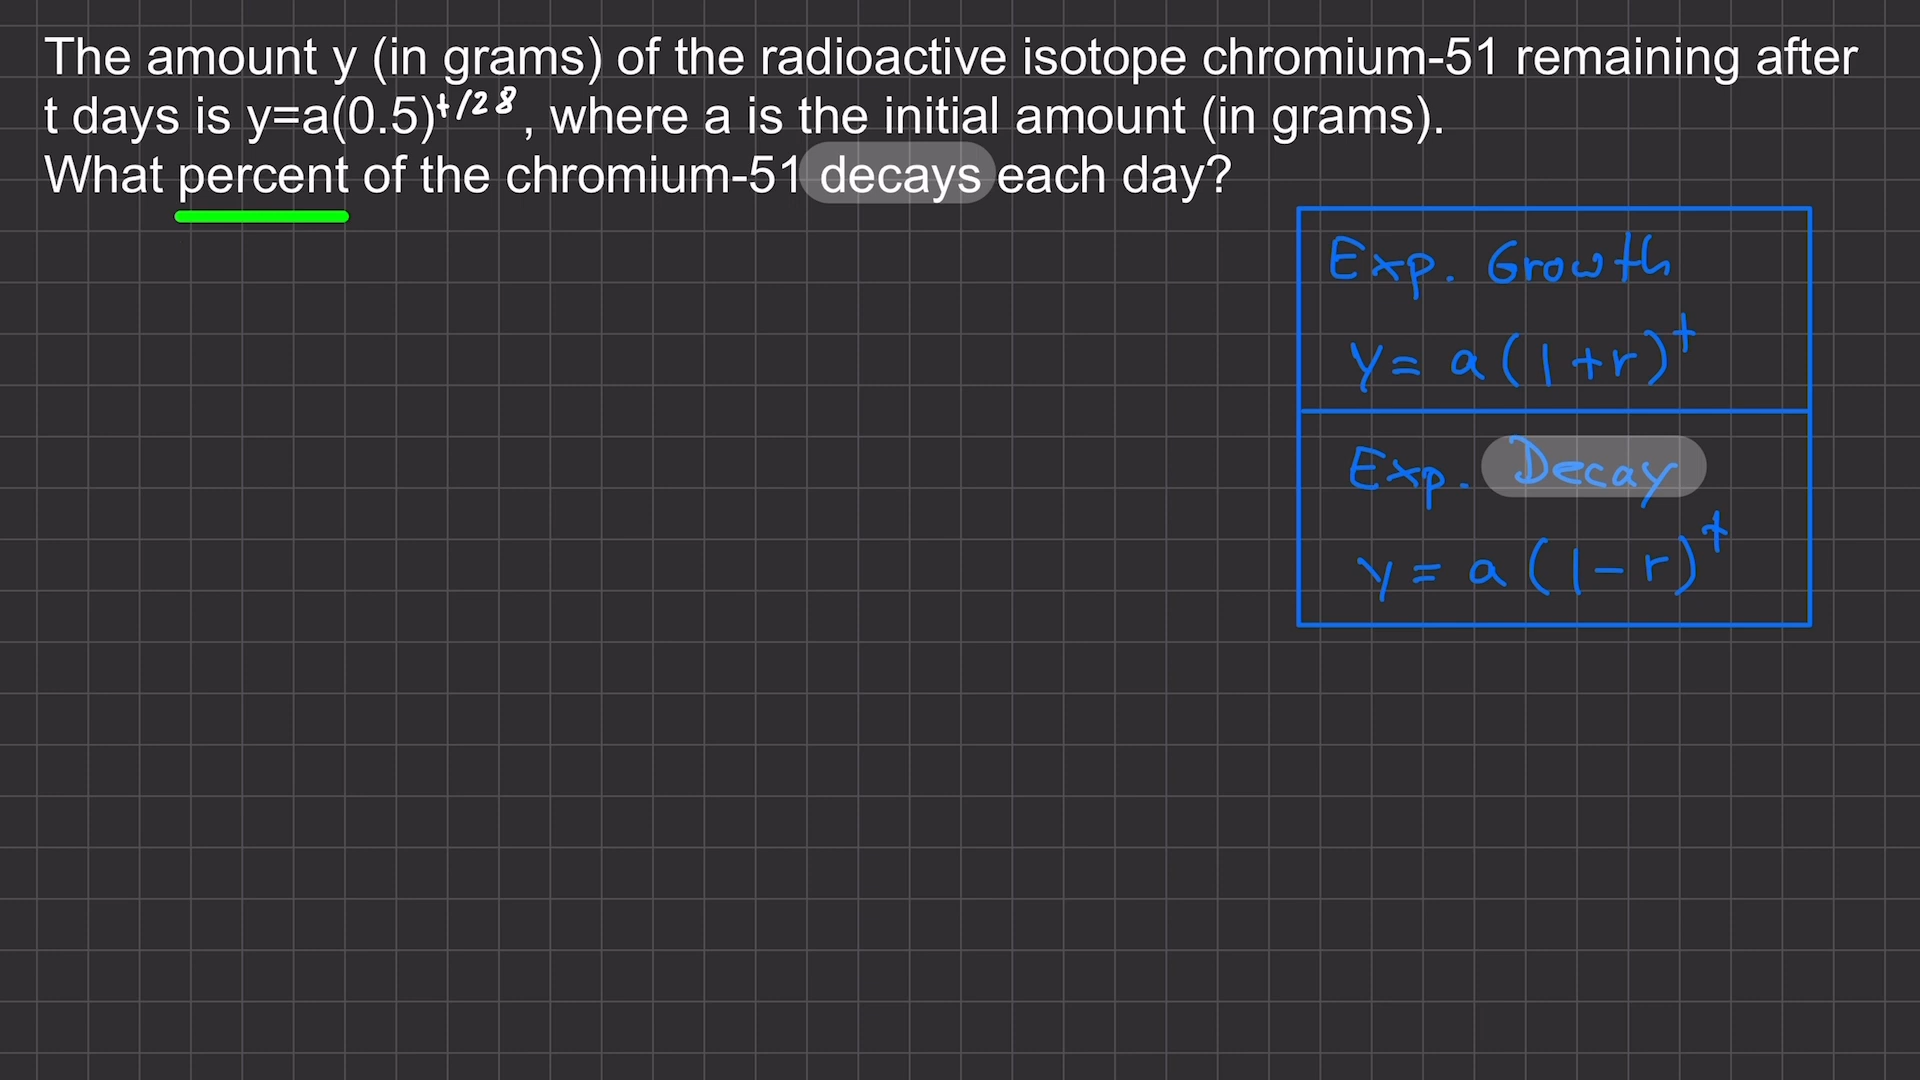 The amount y (in grams) of the radioactive isotope chromium-51 remaining after
t days is y=a(0.5)^t/28, where a is the initial amount (in grams).
What percent of the chromium-51 decays each day?
Exp. Growth
y = a(1+r)^t
Exp. Decay
y = a(1-r)^t